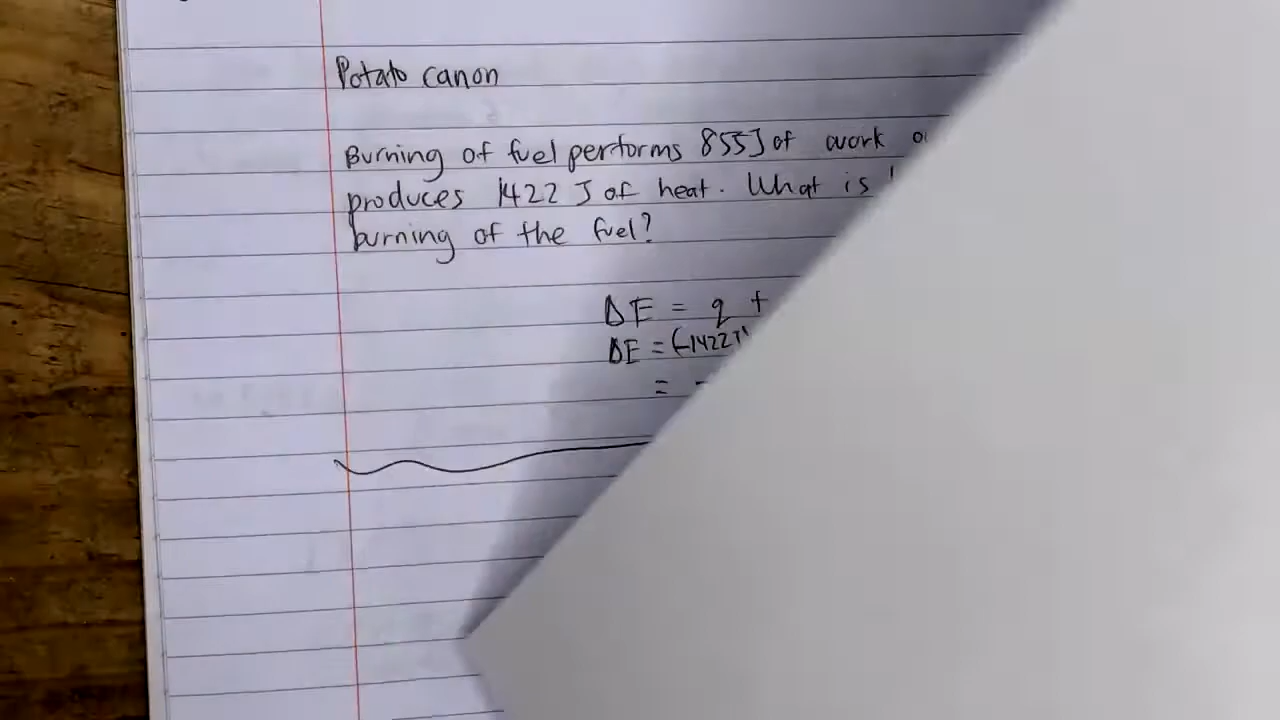 Potato canon
Burning of fuel performs 855J of work
produces 1422 J of heat. What is
burning of the fuel?
ΔE = q +
ΔE = (-1422J
= -